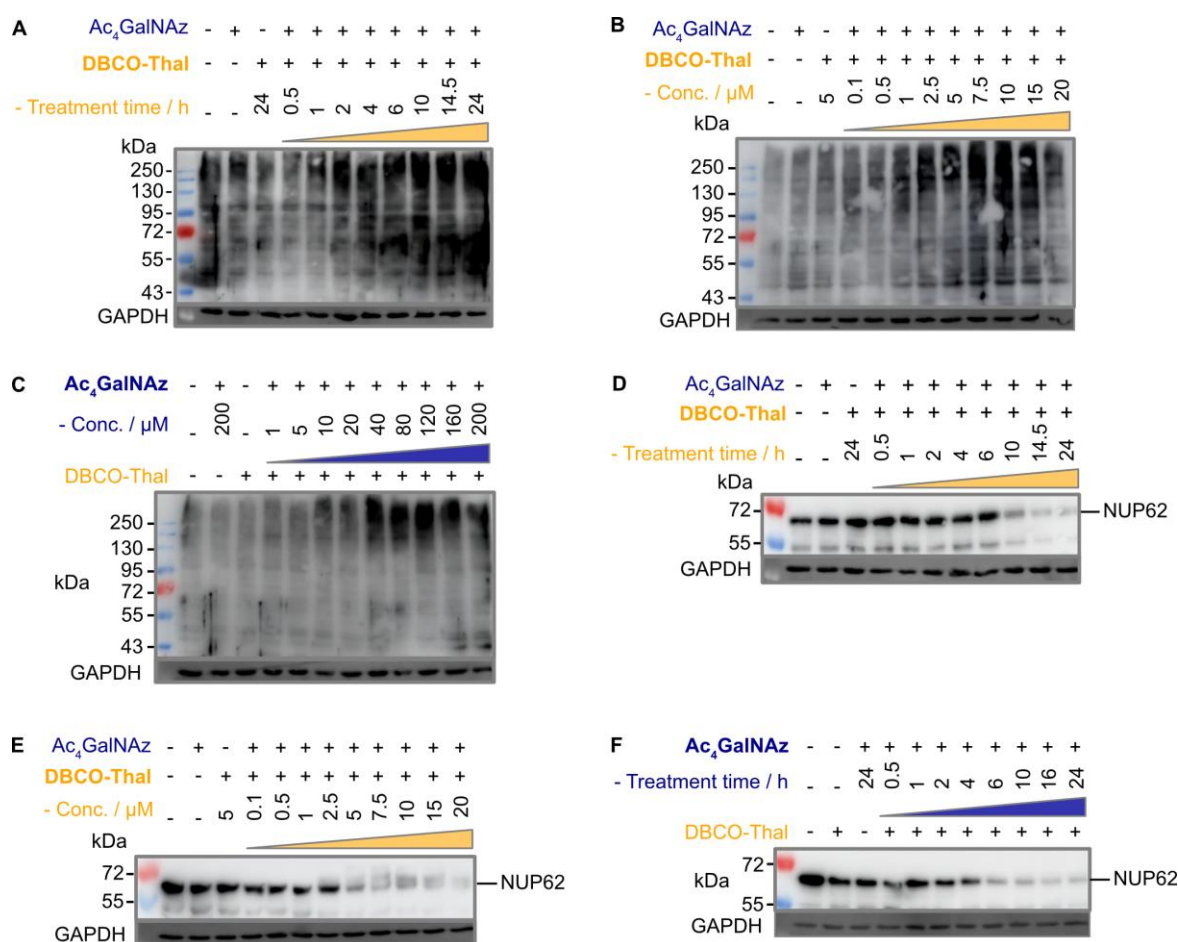 A
Ac₄GalNAz - + - + + + + + + + +
DBCO-Thal - - + + + + + + + + +
- Treatment time / h - - 24 0.5 1 2 4 6 10 14.5 24
kDa
250
130
95
72
55
43
GAPDH
B
Ac₄GalNAz - + - + + + + + + + + +
DBCO-Thal - - + + + + + + + + + +
- Conc. / µM - - 5 0.1 0.5 1 2.5 5 7.5 10 15 20
kDa
250
130
95
72
55
43
GAPDH
C
Ac₄GalNAz - + - + + + + + + + + +
- Conc. / µM - 200 - 1 5 10 20 40 80 120 160 200
DBCO-Thal - - + + + + + + + + + +
250
130
95
kDa
72
55
43
GAPDH
D
Ac₄GalNAz - + - + + + + + + + +
DBCO-Thal - - + + + + + + + + +
- Treatment time / h - - 24 0.5 1 2 4 6 10 14.5 24
kDa
72
NUP62
55
GAPDH
E
Ac₄GalNAz - + - + + + + + + + + +
DBCO-Thal - - + + + + + + + + + +
- Conc. / µM - - 5 0.1 0.5 1 2.5 5 7.5 10 15 20
kDa
72
NUP62
55
GAPDH
F
Ac₄GalNAz - - + + + + + + + + +
- Treatment time / h - - 24 0.5 1 2 4 6 10 16 24
DBCO-Thal - + - + + + + + + + +
72
kDa
NUP62
55
GAPDH